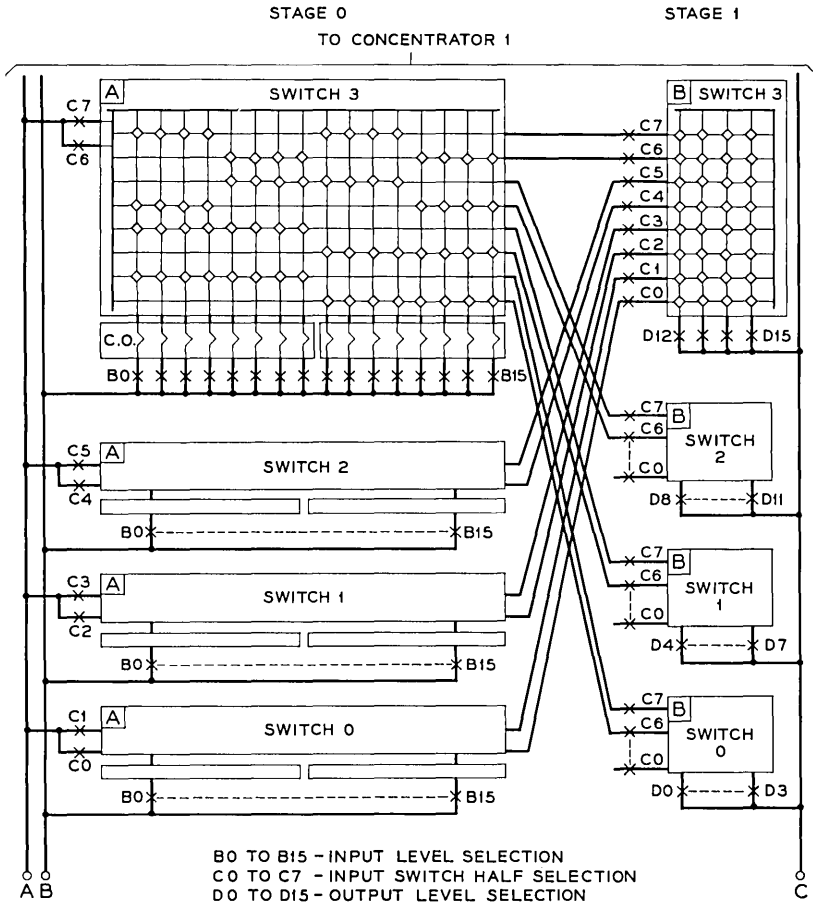 STAGE 0
STAGE 1
TO CONCENTRATOR 1
A
SWITCH 3
B
SWITCH 3
C7
C6
C7
C6
C5
C4
C3
C2
C1
C0
C.O.
B0
B15
D12
D15
C5
C4
A
SWITCH 2
B0
B15
C7
C6
C0
B
SWITCH
2
D8
D11
C3
C2
A
SWITCH 1
B0
B15
C7
C6
C0
B
SWITCH
1
D4
D7
C1
C0
A
SWITCH 0
B0
B15
C7
C6
C0
B
SWITCH
0
D0
D3
B0 TO B15 - INPUT LEVEL SELECTION
C0 TO C7 - INPUT SWITCH HALF SELECTION
D0 TO D15 - OUTPUT LEVEL SELECTION
A B
C